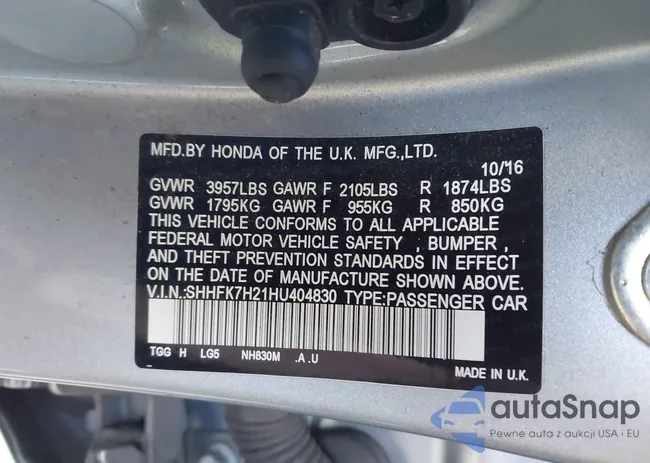 MFD.BY HONDA OF THE U.K. MFG.,LTD.
10/16
GVWR 3957LBS GAWR F 2105LBS R 1874LBS
GVWR 1795KG GAWR F 955KG R 850KG
THIS VEHICLE CONFORMS TO ALL APPLICABLE
FEDERAL MOTOR VEHICLE SAFETY , BUMPER ,
AND THEFT PREVENTION STANDARDS IN EFFECT
ON THE DATE OF MANUFACTURE SHOWN ABOVE.
V.I.N:SHHFK7H21HU404830 TYPE:PASSENGER CAR
TGG H LG5 NH830M .A .U MADE IN U.K.
autaSnap
Pewne auta z aukcji USA i EU